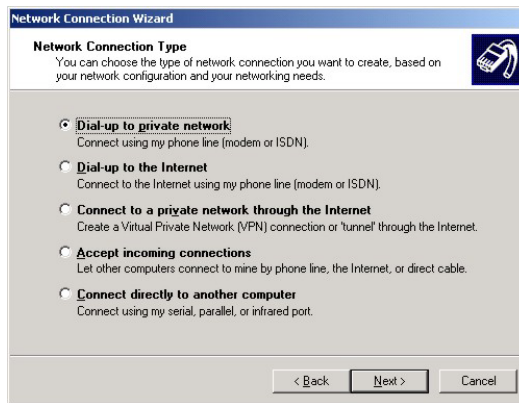 Network Connection Wizard
Network Connection Type
You can choose the type of network connection you want to create, based on
your network configuration and your networking needs.
Dial-up to private network
Connect using my phone line (modem or ISDN).
Dial-up to the Internet
Connect to the Internet using my phone line (modem or ISDN).
Connect to a private network through the Internet
Create a Virtual Private Network (VPN) connection or 'tunnel' through the Internet.
Accept incoming connections
Let other computers connect to mine by phone line, the Internet, or direct cable.
Connect directly to another computer
Connect using my serial, parallel, or infrared port.
< Back Next > Cancel